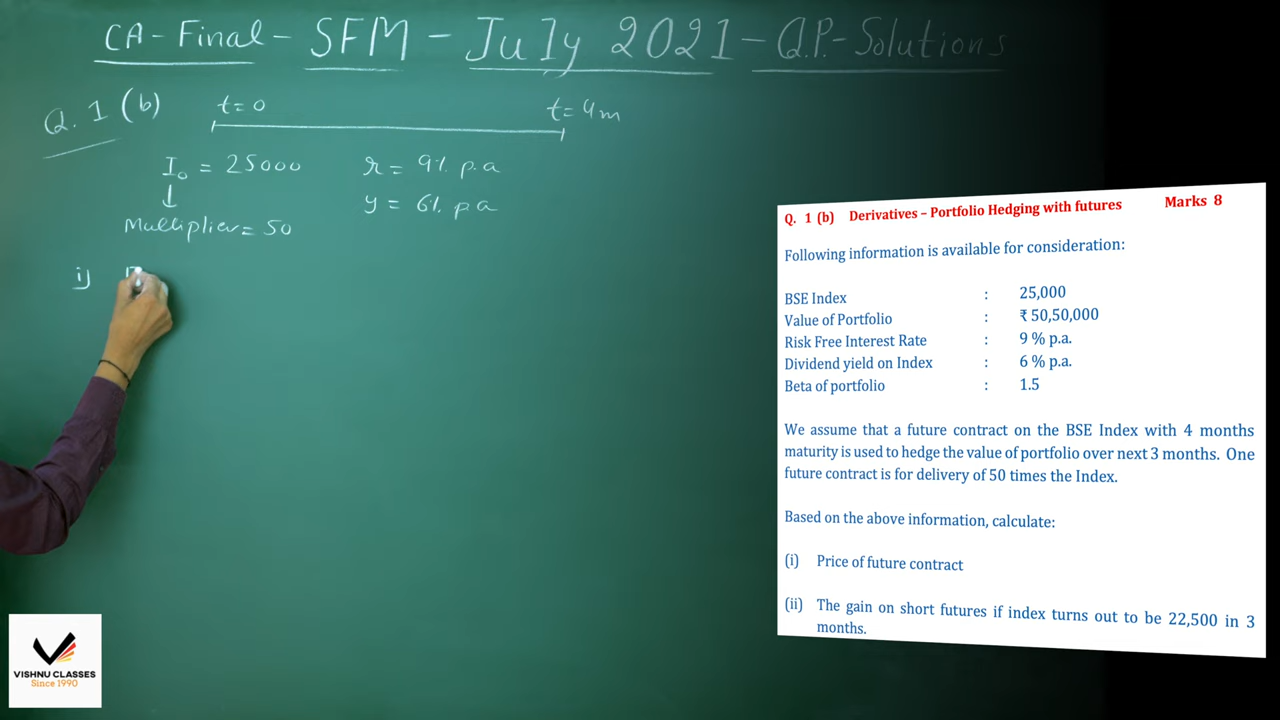 CA-Final - SFM - July 2021 - Q.P.- Solutions
Q. 1 (b)
t=0
t=4m
I₀ = 25000
r = 9% p.a
↓
y = 6% p a
Multiplier = 50
i)
Q. 1 (b) Derivatives – Portfolio Hedging with futures Marks 8
Following information is available for consideration:
BSE Index : 25,000
Value of Portfolio : ₹ 50,50,000
Risk Free Interest Rate : 9 % p.a.
Dividend yield on Index : 6 % p.a.
Beta of portfolio : 1.5
We assume that a future contract on the BSE Index with 4 months
maturity is used to hedge the value of portfolio over next 3 months. One
future contract is for delivery of 50 times the Index.
Based on the above information, calculate:
(i) Price of future contract
(ii) The gain on short futures if index turns out to be 22,500 in 3
months.
VISHNU CLASSES
Since 1990